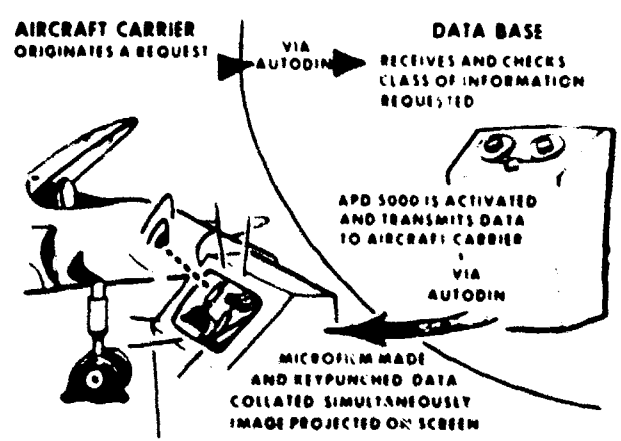 AIRCRAFT CARRIER
ORIGINATES A REQUEST
VIA
AUTODIN
DATA BASE
RECEIVES AND CHECKS
CLASS OF INFORMATION
REQUESTED
APD 5000 IS ACTIVATED
AND TRANSMITS DATA
TO AIRCRAFT CARRIER
VIA
AUTODIN
MICROFILM MADE
AND KEYPUNCHED DATA
COLLATED SIMULTANEOUSLY
IMAGE PROJECTED ON SCREEN